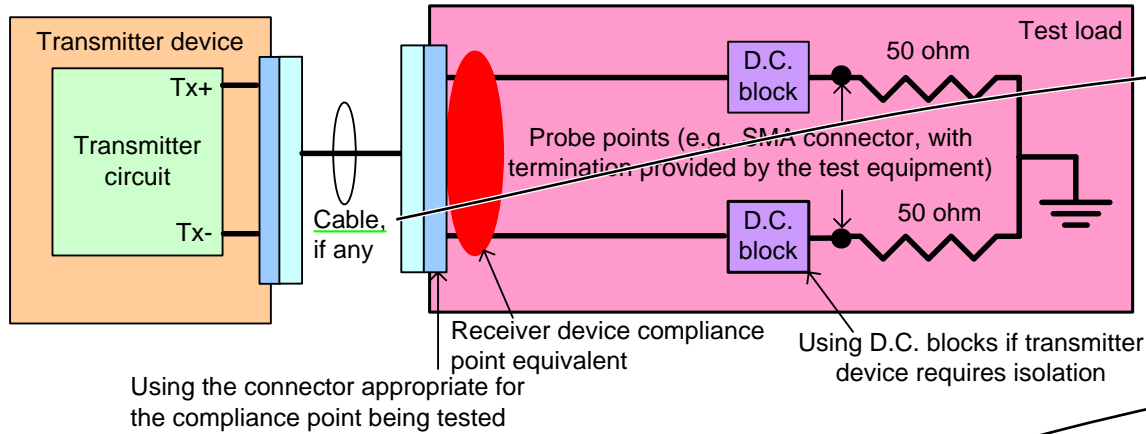 Transmitter device
Test load
Tx+
Transmitter
circuit
Tx-
D.C.
block
50 ohm
Probe points (e.g., SMA connector, with
termination provided by the test equipment)
Cable,
if any
D.C.
block
50 ohm
Receiver device compliance
point equivalent
Using D.C. blocks if transmitter
device requires isolation
Using the connector appropriate for
the compliance point being tested